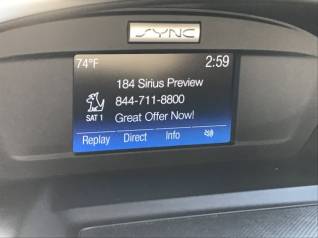 SYNC
74°F 2:59
184 Sirius Preview
844-711-8800
SAT 1 Great Offer Now!
Replay Direct Info